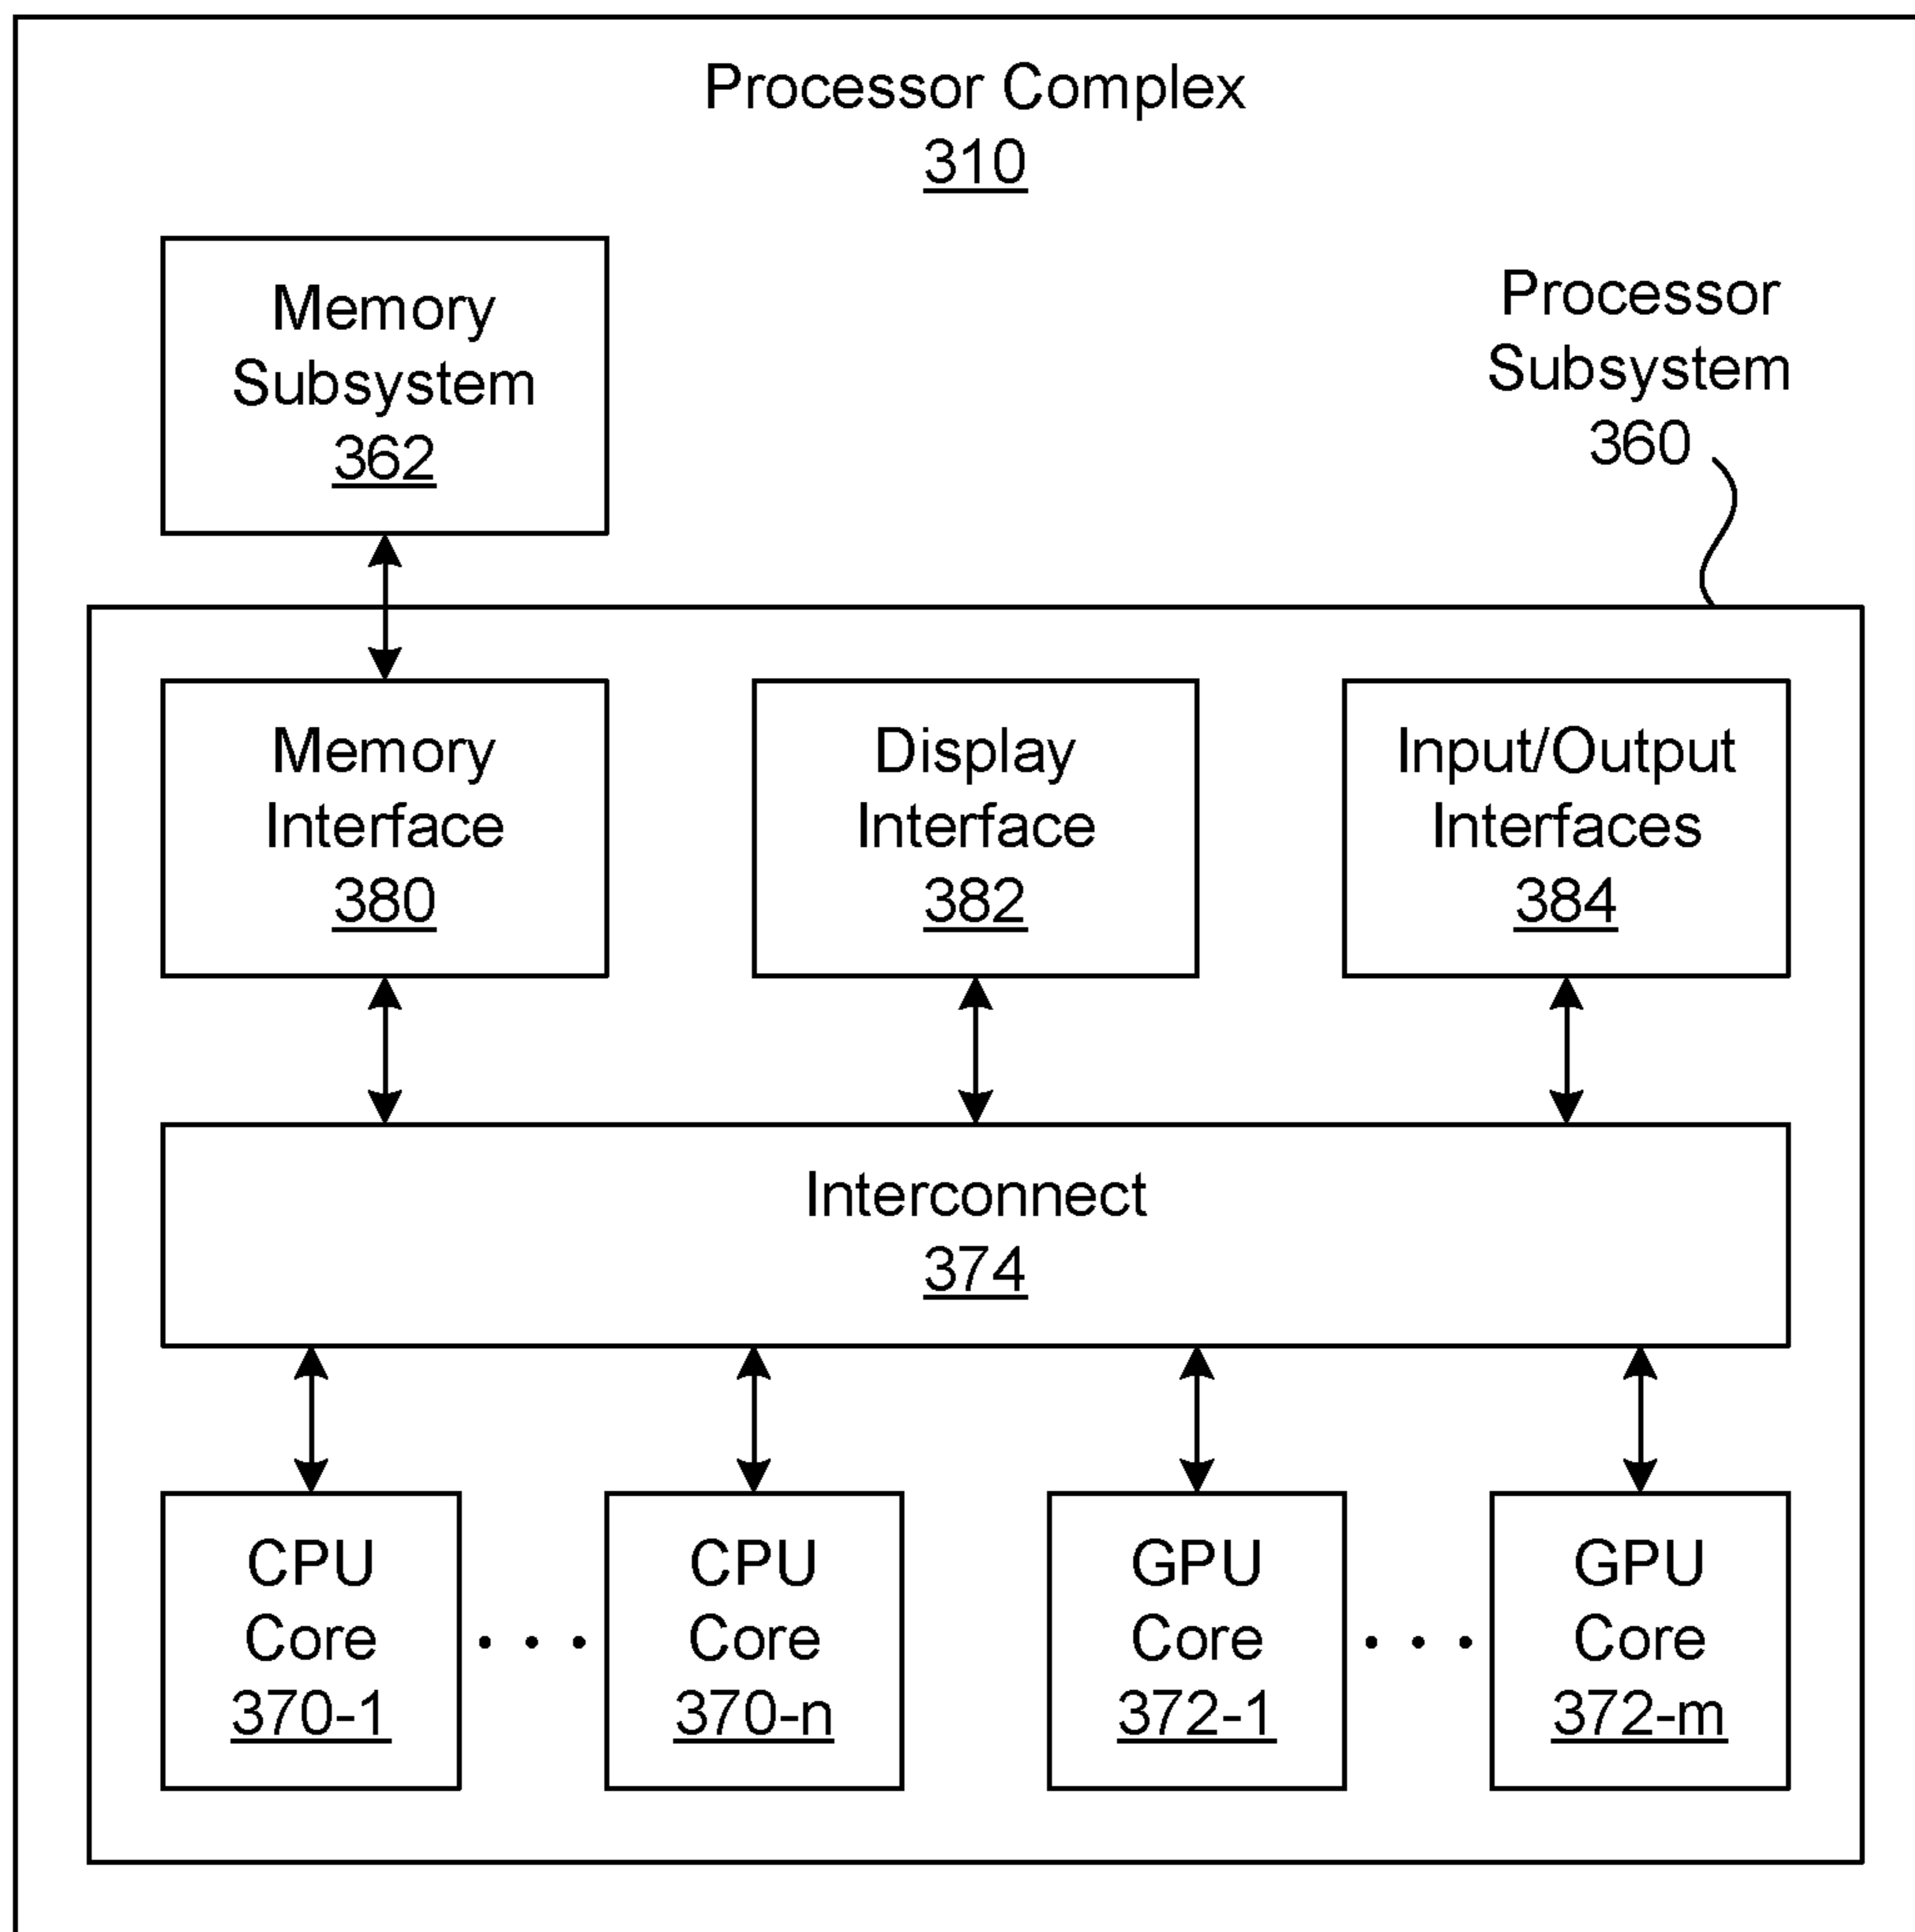 Processor Complex
310
Memory
Subsystem
362
Processor
Subsystem
360
Memory
Interface
380
Display
Interface
382
Input/Output
Interfaces
384
Interconnect
374
CPU
Core
370-1
CPU
Core
370-n
GPU
Core
372-1
GPU
Core
372-m